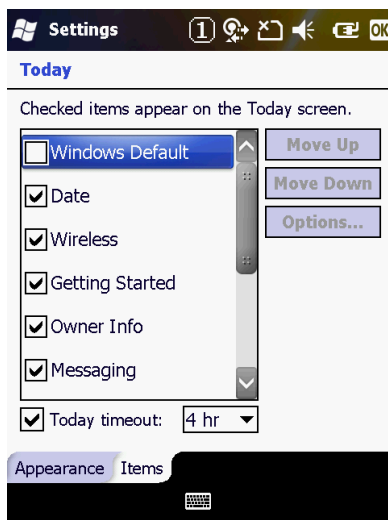 Settings 1 OK
Today
Checked items appear on the Today screen.
Windows Default
Move Up
Date
Move Down
Wireless
Options...
Getting Started
Owner Info
Messaging
Today timeout: 4 hr
Appearance Items